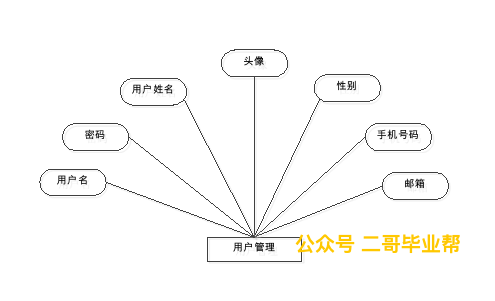 头像
用户姓名
性别
密码
手机号码
用户名
邮箱
用户管理
公众号 二哥毕业帮